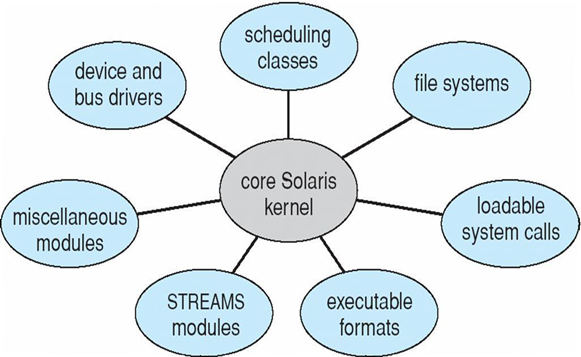 scheduling
classes
device and
bus drivers
file systems
core Solaris
kernel
miscellaneous
modules
loadable
system calls
STREAMS
modules
executable
formats